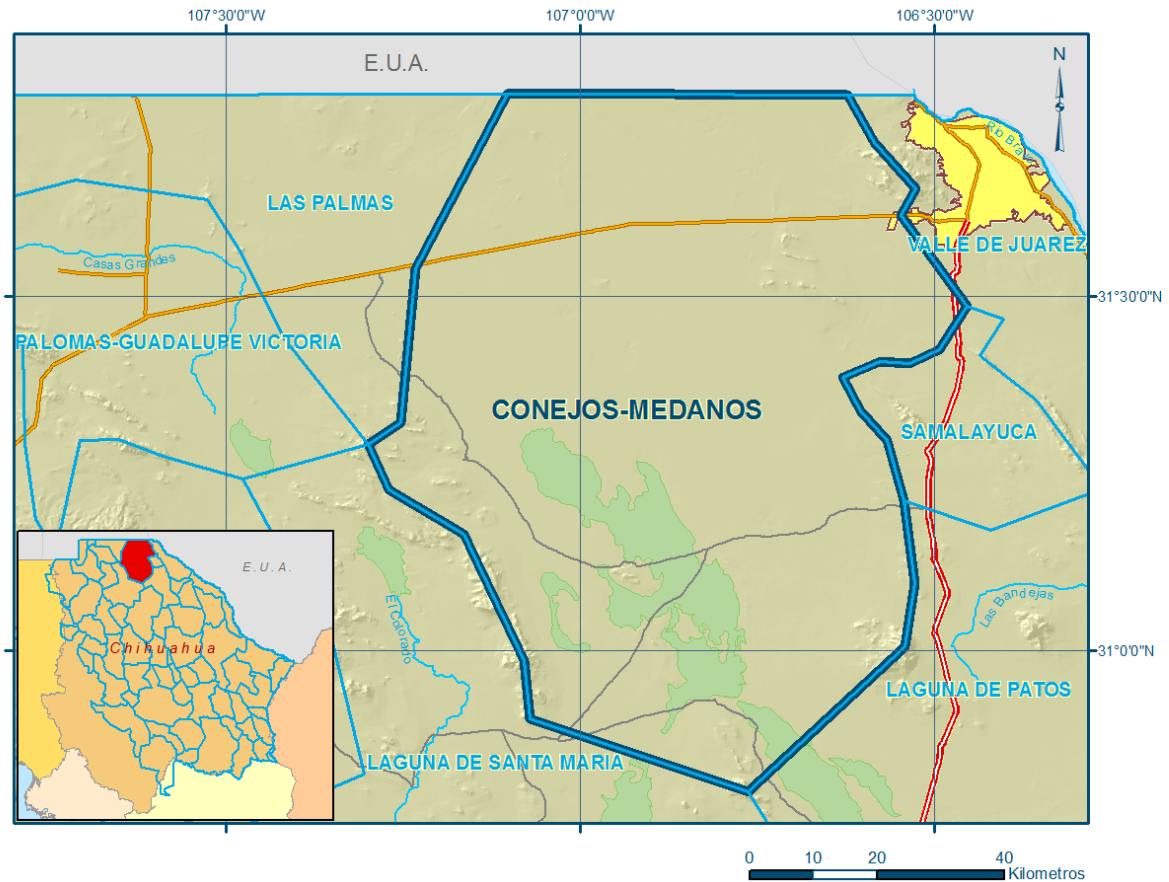 107°30'0"W
107°0'0"W
106°30'0"W
E.U.A.
N
Rio Bravo
LAS PALMAS
VALLE DE JUAREZ
Casas Grandes
31°30'0"N
PALOMAS-GUADALUPE VICTORIA
CONEJOS-MEDANOS
SAMALAYUCA
E.U.A.
Las Bandejas
El Colorado
Chihuahua
31°0'0"N
LAGUNA DE PATOS
LAGUNA DE SANTA MARIA
0 10 20 40
Kilometros